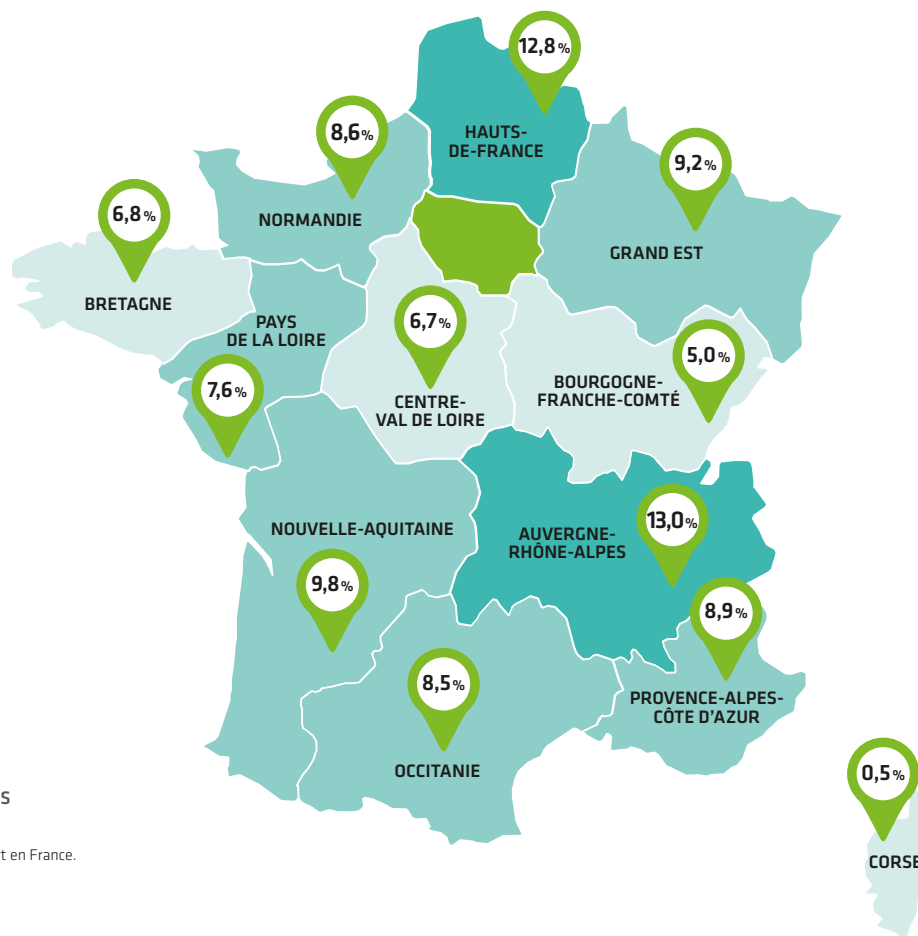 12,8 %
HAUTS-
DE-FRANCE
8,6 %
NORMANDIE
9,2 %
GRAND EST
6,8 %
BRETAGNE
PAYS
DE LA LOIRE
7,6 %
6,7 %
CENTRE-
VAL DE LOIRE
5,0 %
BOURGOGNE-
FRANCHE-COMTÉ
NOUVELLE-AQUITAINE
9,8 %
13,0 %
AUVERGNE-
RHÔNE-ALPES
8,9 %
PROVENCE-ALPES-
CÔTE D'AZUR
8,5 %
OCCITANIE
0,5 %
CORSE
S
t en France.